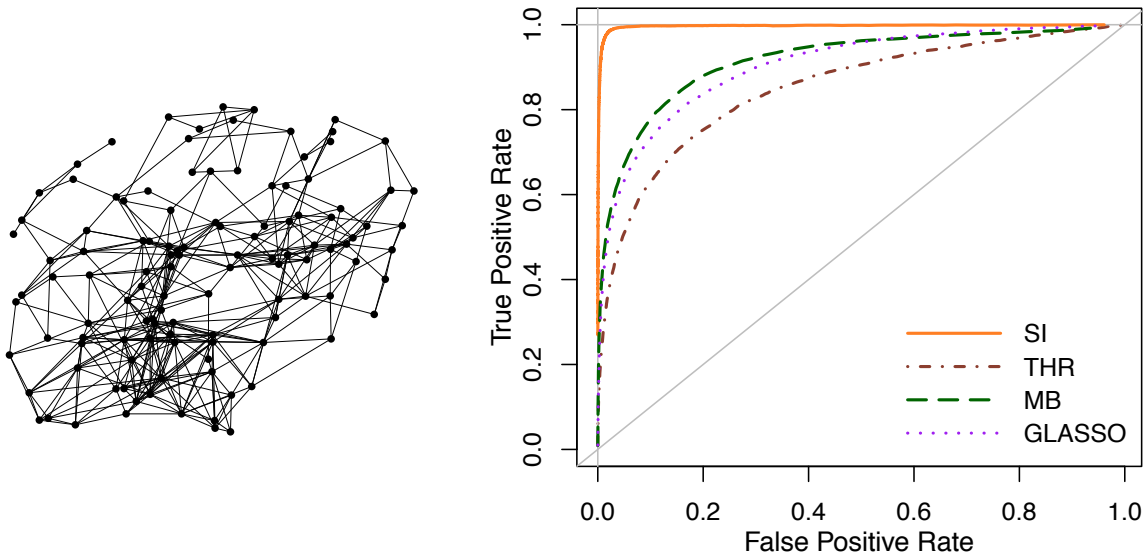 True Positive Rate
1.0
0.8
0.6
0.4
0.2
0.0
SI
THR
MB
GLASSO
0.0 0.2 0.4 0.6 0.8 1.0
False Positive Rate